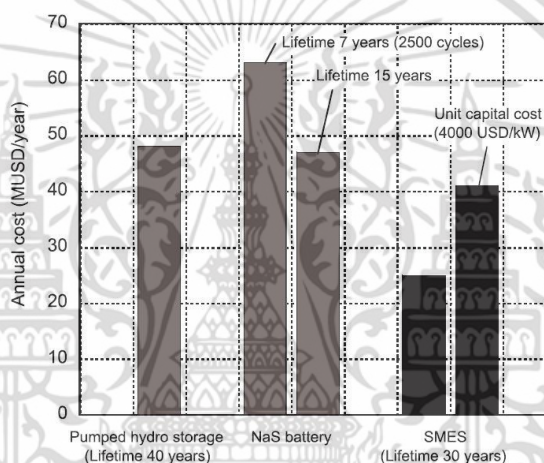 70
60
50
40
30
20
10
0
Annual cost (MUSD/year)
Lifetime 7 years (2500 cycles)
Lifetime 15 years
Unit capital cost
(4000 USD/kW)
Pumped hydro storage
(Lifetime 40 years)
NaS battery
SMES
(Lifetime 30 years)